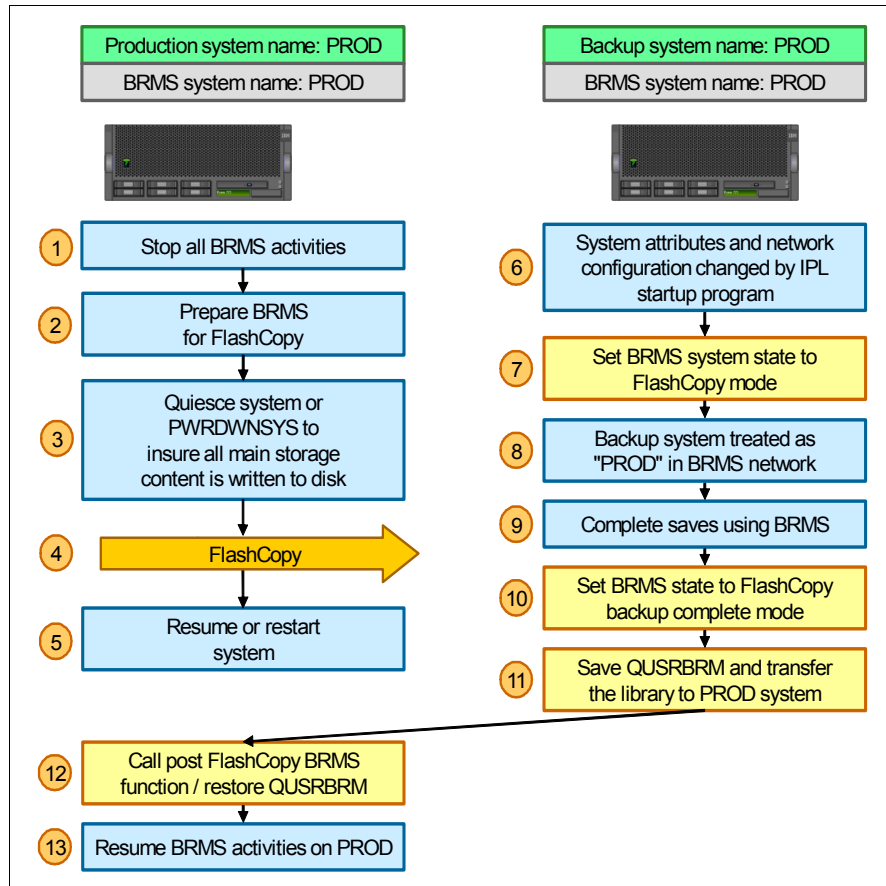 Production system name: PROD
BRMS system name: PROD
Backup system name: PROD
BRMS system name: PROD
1
Stop all BRMS activities
2
Prepare BRMS
for FlashCopy
3
Quiesce system or
PWRDWNSYS to
insure all main storage
content is written to disk
4
FlashCopy
5
Resume or restart
system
6
System attributes and network
configuration changed by IPL
startup program
7
Set BRMS system state to
FlashCopy mode
8
Backup system treated as
"PROD" in BRMS network
9
Complete saves using BRMS
10
Set BRMS state to FlashCopy
backup complete mode
11
Save QUSRBRM and transfer
the library to PROD system
12
Call post FlashCopy BRMS
function / restore QUSRBRM
13
Resume BRMS activities on PROD